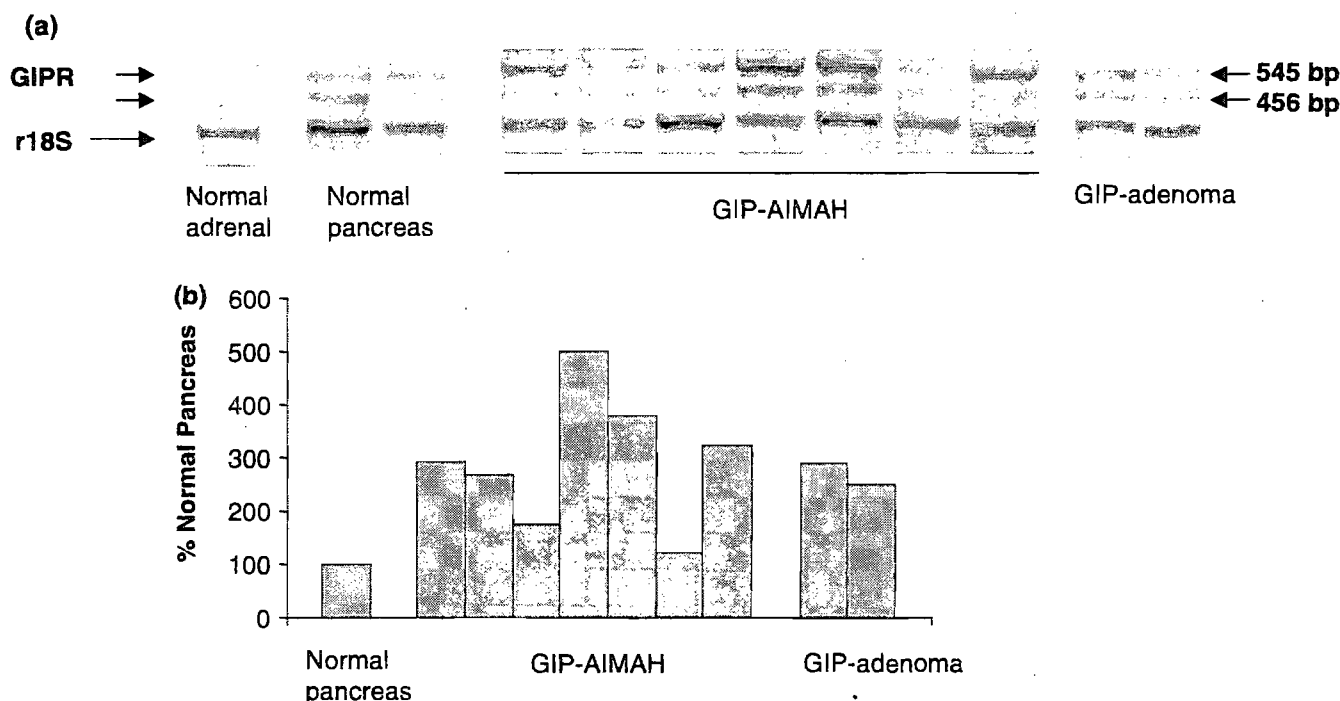 (a)
GIPR
545 bp
456 bp
r18S
Normal adrenal
Normal pancreas
GIP-AIMAH
GIP-adenoma
(b)
% Normal Pancreas
600
500
400
300
200
100
0
Normal pancreas
GIP-AIMAH
GIP-adenoma